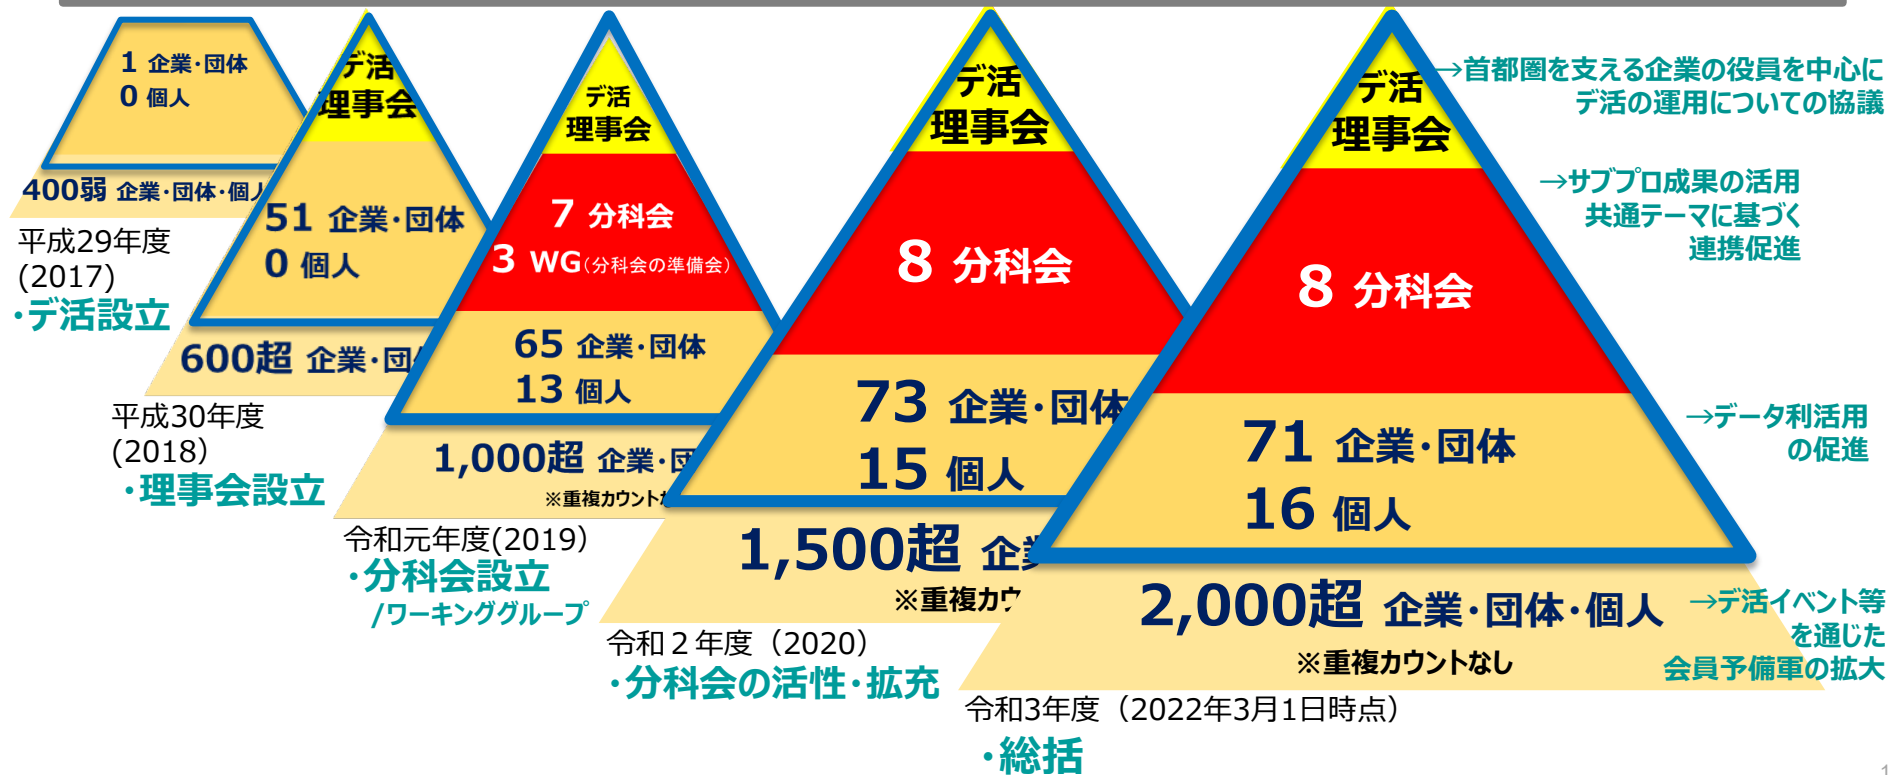 1 企業・団体
0 個人
400弱 企業・団体・個人
平成29年度
(2017)
・デ活設立
デ活
理事会
51 企業・団体
0 個人
600超 企業・団
平成30年度
(2018)
・理事会設立
デ活
理事会
7 分科会
3 WG(分科会の準備会)
65 企業・団体
13 個人
1,000超 企業・団
※重複カウント
令和元年度(2019)
・分科会設立
/ワーキンググループ
デ活
理事会
8 分科会
73 企業・団体
15 個人
1,500超 企業
※重複カウ
令和２年度（2020）
・分科会の活性・拡充
デ活
理事会
8 分科会
71 企業・団体
16 個人
2,000超 企業・団体・個人
※重複カウントなし
令和3年度（2022年3月1日時点）
・総括
→首都圏を支える企業の役員を中心に
デ活の運用についての協議
→サブプロ成果の活用
共通テーマに基づく
連携促進
→データ利活用
の促進
→デ活イベント等
を通じた
会員予備軍の拡大
1